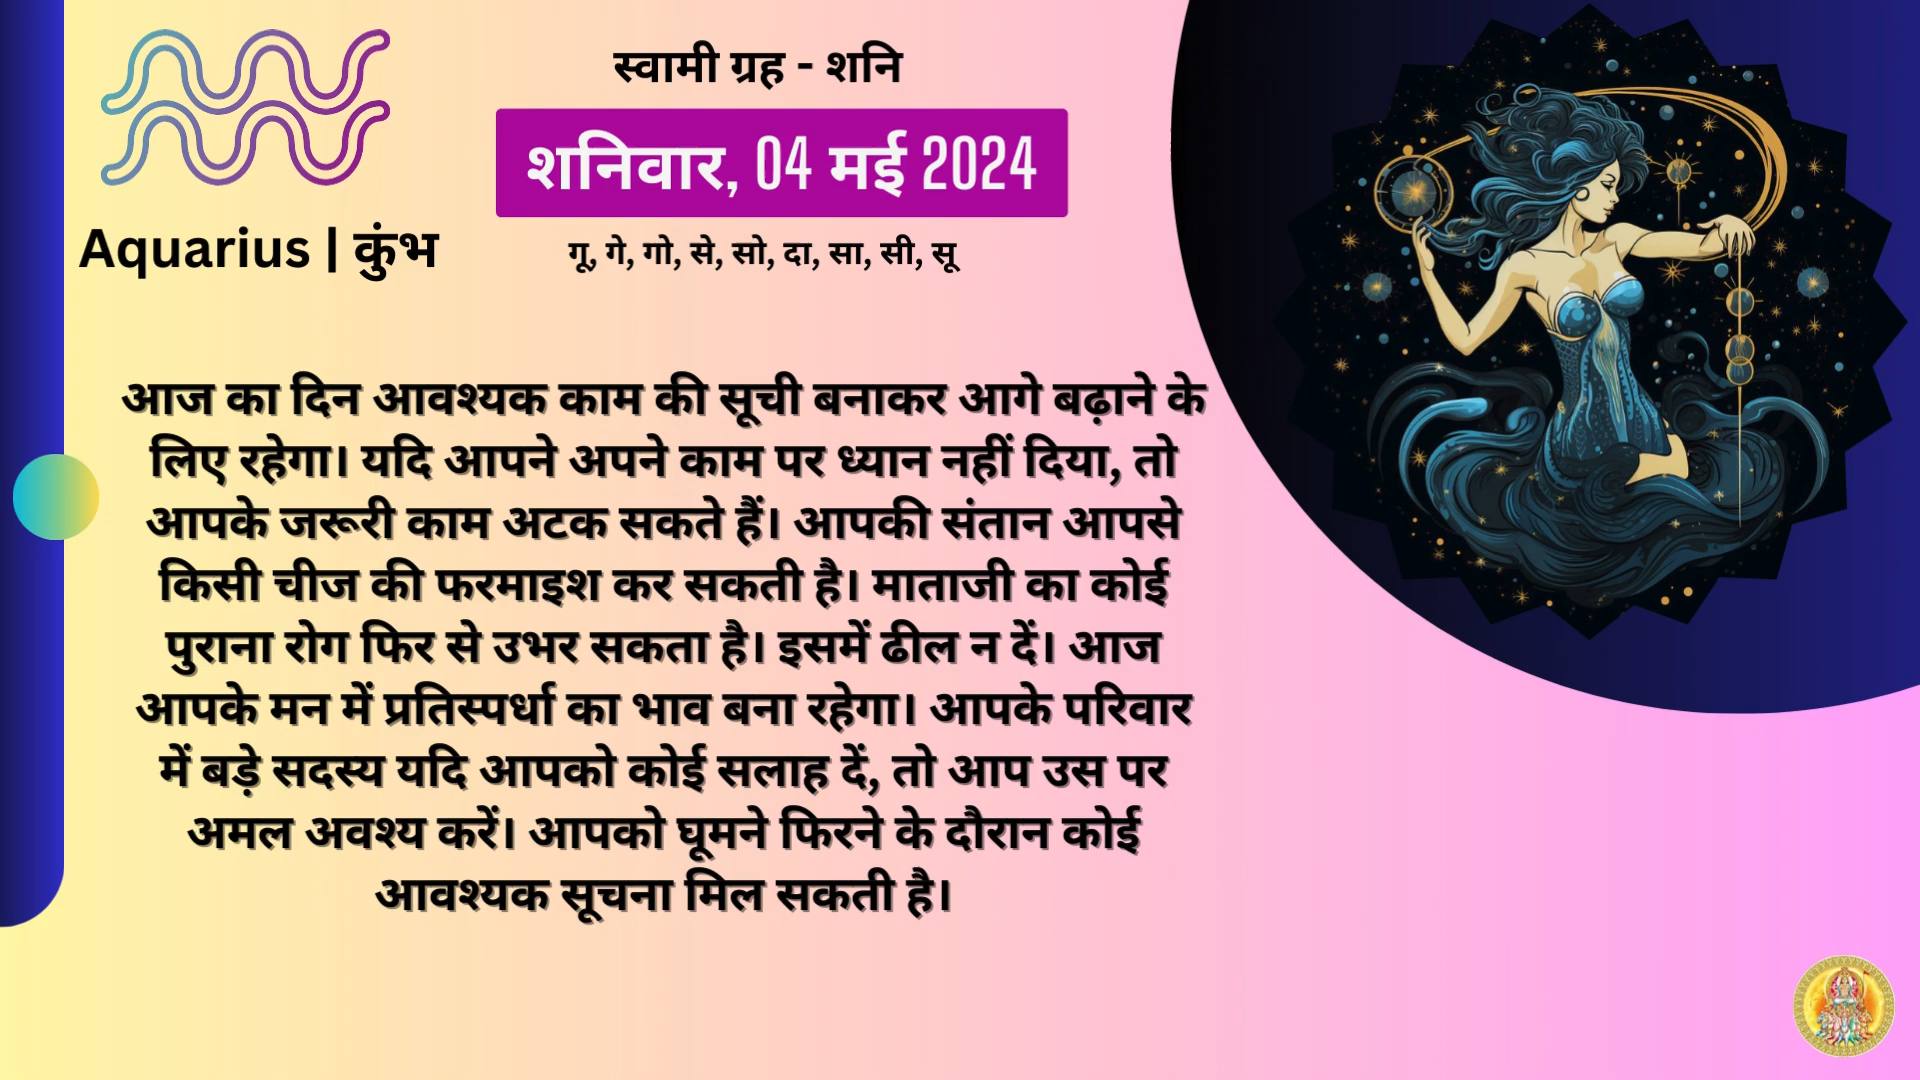 स्वामी ग्रह - शनि
शनिवार, 04 मई 2024
Aquarius | कुंभ
गू, गे, गो, से, सो, दा, सा, सी, सू
आज का दिन आवश्यक काम की सूची बनाकर आगे बढ़ाने के
लिए रहेगा। यदि आपने अपने काम पर ध्यान नहीं दिया, तो
आपके जरूरी काम अटक सकते हैं। आपकी संतान आपसे
किसी चीज की फरमाइश कर सकती है। माताजी का कोई
पुराना रोग फिर से उभर सकता है। इसमें ढील न दें। आज
आपके मन में प्रतिस्पर्धा का भाव बना रहेगा। आपके परिवार
में बड़े सदस्य यदि आपको कोई सलाह दें, तो आप उस पर
अमल अवश्य करें। आपको घूमने फिरने के दौरान कोई
आवश्यक सूचना मिल सकती है।